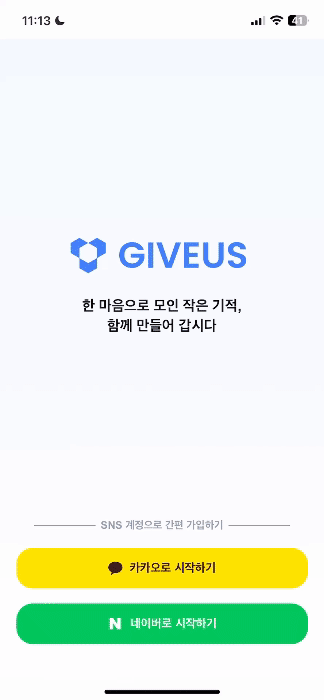 11:13
41
GIVEUS
한 마음으로 모인 작은 기적,
함께 만들어 갑시다
SNS 계정으로 간편 가입하기
카카오로 시작하기
N 네이버로 시작하기